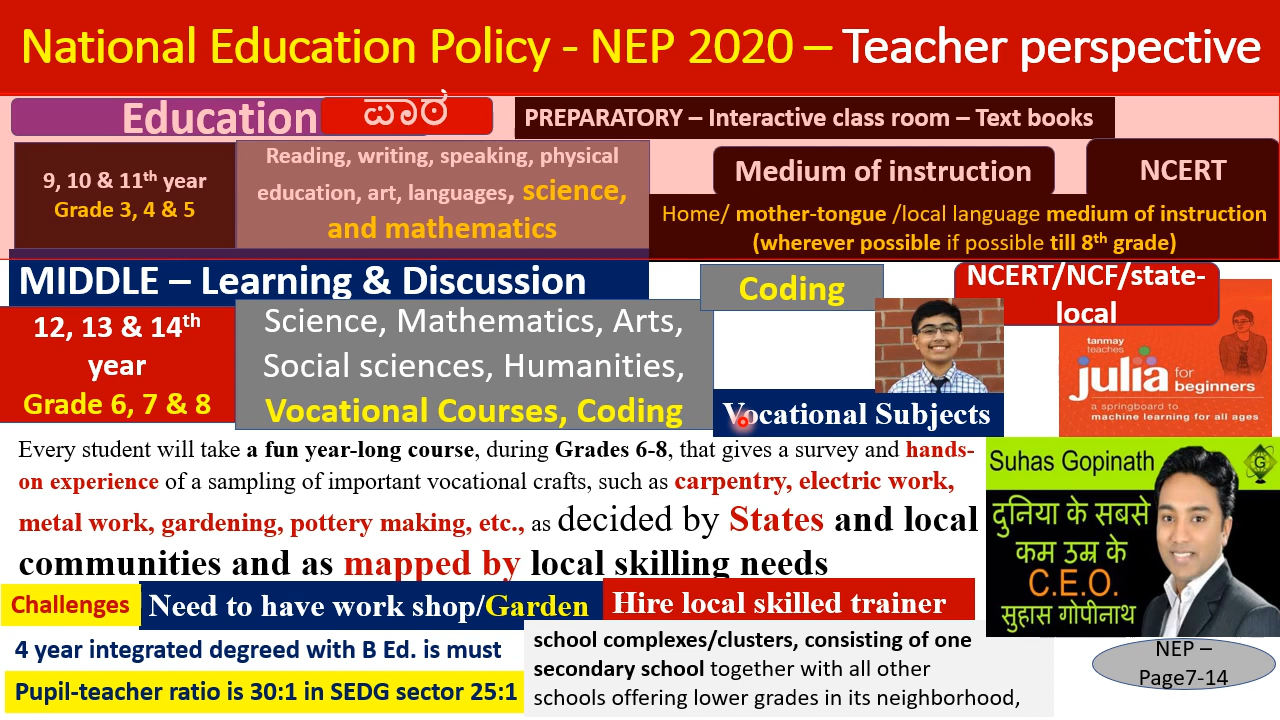 National Education Policy - NEP 2020 – Teacher perspective
Education
ಪಾಠ
PREPARATORY – Interactive class room – Text books
9, 10 & 11th year
Grade 3, 4 & 5
Reading, writing, speaking, physical
education, art, languages, science,
and mathematics
Medium of instruction
NCERT
Home/ mother-tongue /local language medium of instruction
(wherever possible if possible till 8th grade)
MIDDLE – Learning & Discussion
Coding
NCERT/NCF/state-
local
12, 13 & 14th
year
Grade 6, 7 & 8
Science, Mathematics, Arts,
Social sciences, Humanities,
Vocational Courses, Coding
Vocational Subjects
tanmay
teaches
julia for
beginners
a springboard to
machine learning for all ages
Every student will take a fun year-long course, during Grades 6-8, that gives a survey and hands-
on experience of a sampling of important vocational crafts, such as carpentry, electric work,
metal work, gardening, pottery making, etc., as decided by States and local
communities and as mapped by local skilling needs
Suhas Gopinath
G
दुनिया के सबसे
कम उम्र के
C.E.O.
सुहास गोपीनाथ
Challenges
Need to have work shop/Garden
Hire local skilled trainer
4 year integrated degreed with B Ed. is must
Pupil-teacher ratio is 30:1 in SEDG sector 25:1
school complexes/clusters, consisting of one
secondary school together with all other
schools offering lower grades in its neighborhood,
NEP –
Page7-14